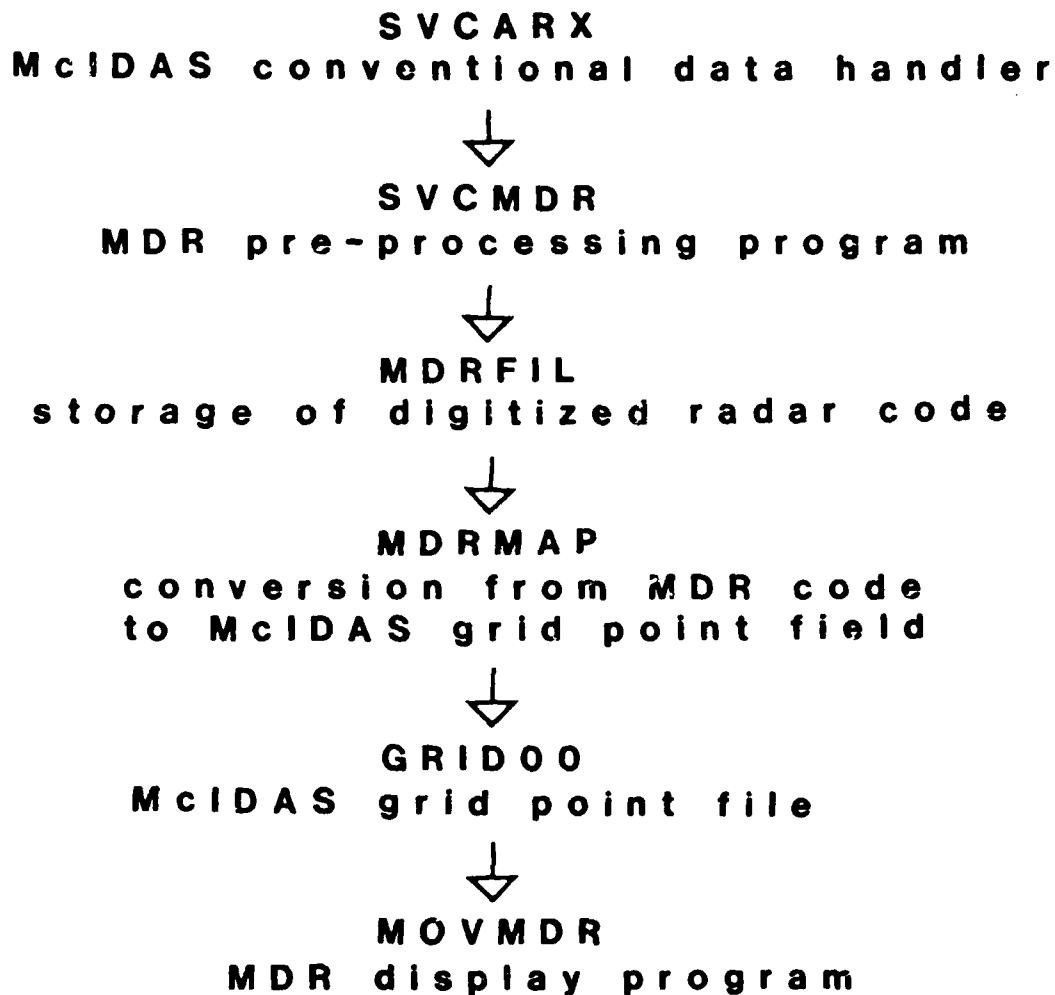 SVCARX
McIDAS conventional data handler
SVCMDR
MDR pre-processing program
MDRFIL
storage of digitized radar code
MDRMAP
conversion from MDR code
to McIDAS grid point field
GRID00
McIDAS grid point file
MOVMDR
MDR display program